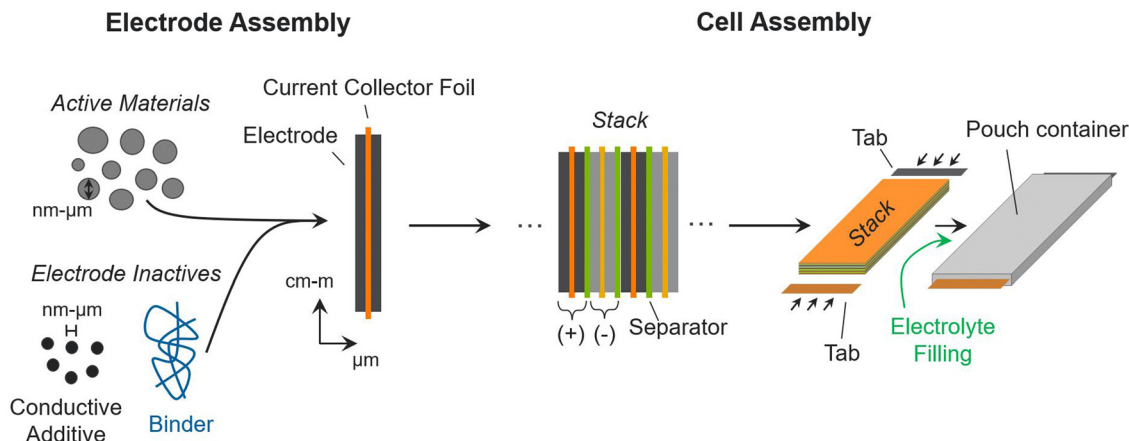 Electrode Assembly
Cell Assembly
Active Materials
nm-μm
Electrode Inactives
nm-μm
Conductive
Additive
Binder
Current Collector Foil
Electrode
cm-m
μm
...
Stack
...
(+)
(-)
Separator
Tab
Stack
Tab
Pouch container
Electrolyte
Filling